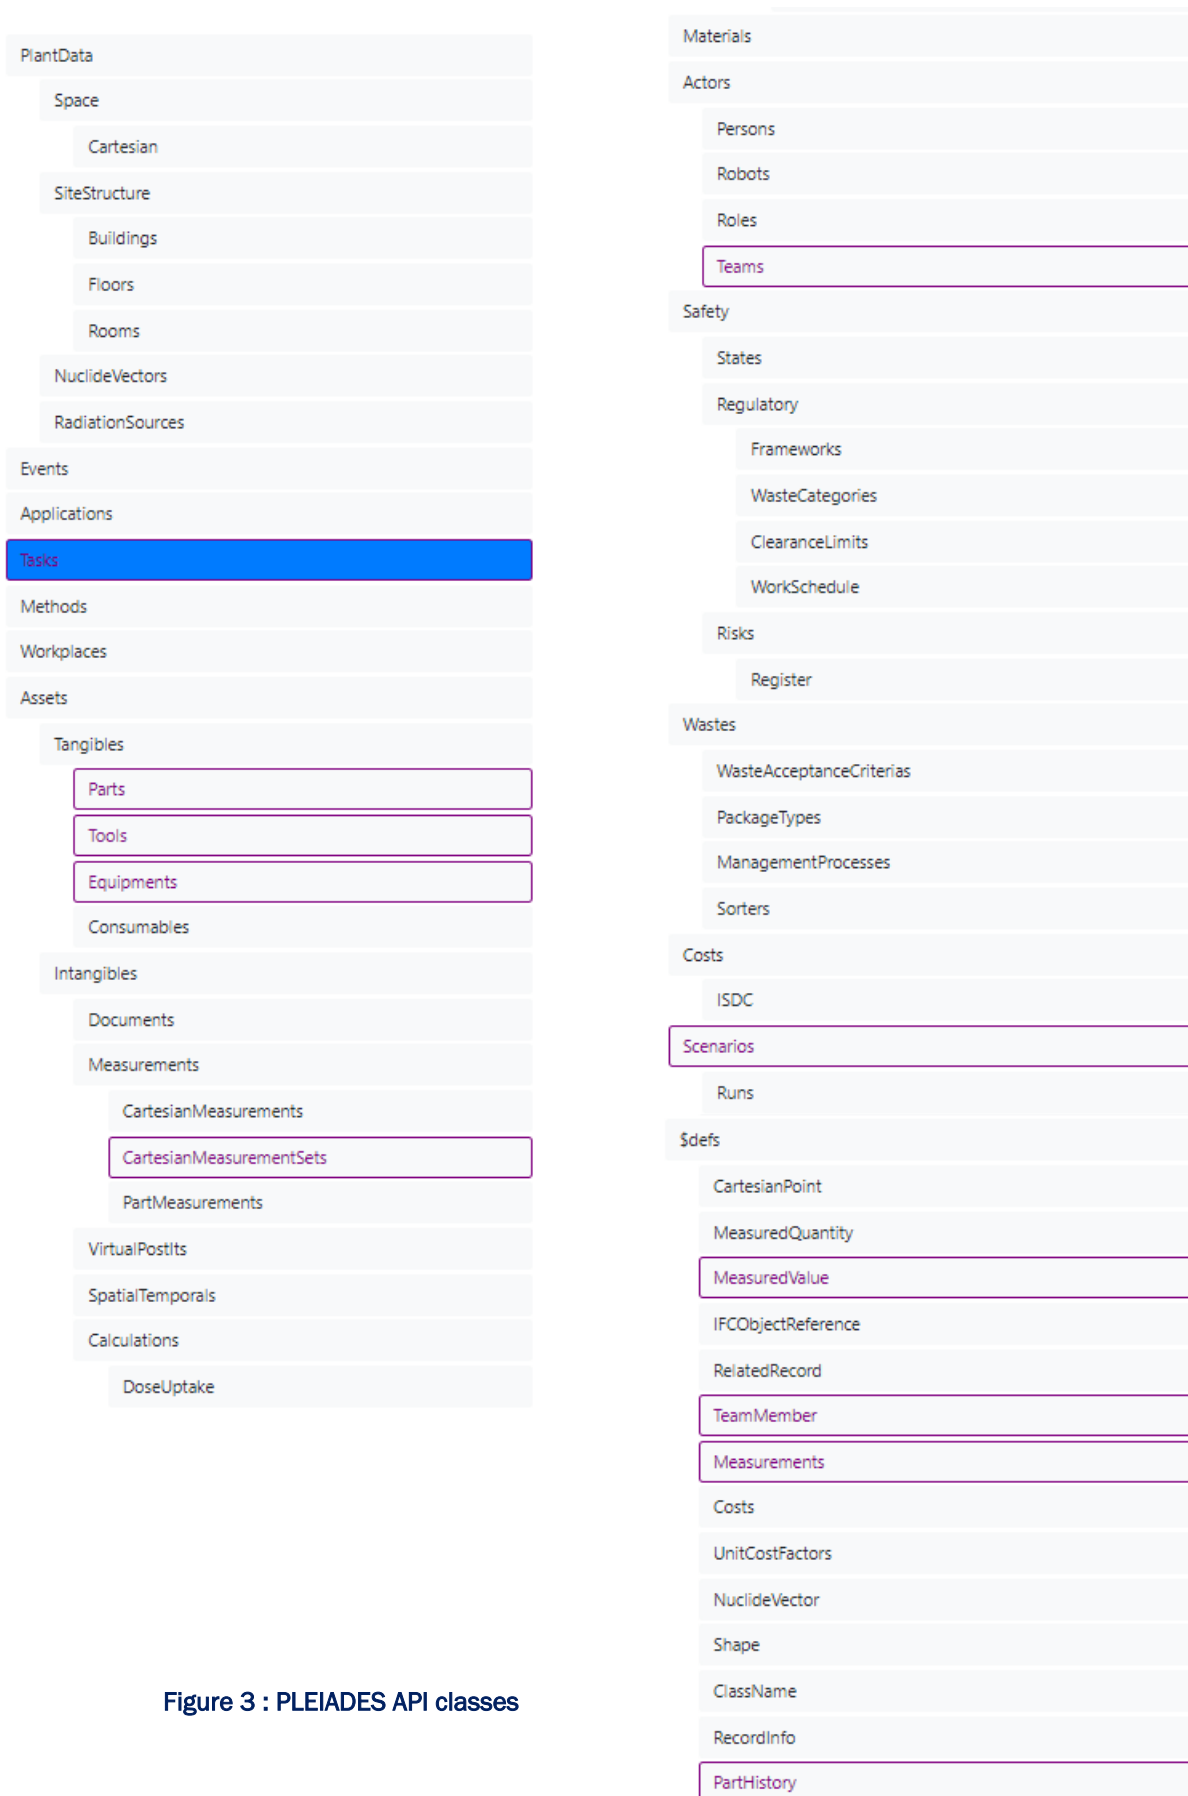 PlantData
Space
Cartesian
SiteStructure
Buildings
Floors
Rooms
NuclideVectors
RadiationSources
Events
Applications
Tasks
Methods
Workplaces
Assets
Tangibles
Parts
Tools
Equipments
Consumables
Intangibles
Documents
Measurements
CartesianMeasurements
CartesianMeasurementSets
PartMeasurements
VirtualPostIts
SpatialTemporals
Calculations
DoseUptake
Materials
Actors
Persons
Robots
Roles
Teams
Safety
States
Regulatory
Frameworks
WasteCategories
ClearanceLimits
WorkSchedule
Risks
Register
Wastes
WasteAcceptanceCriterias
PackageTypes
ManagementProcesses
Sorters
Costs
ISDC
Scenarios
Runs
$defs
CartesianPoint
MeasuredQuantity
MeasuredValue
IFCObjectReference
RelatedRecord
TeamMember
Measurements
Costs
UnitCostFactors
NuclideVector
Shape
ClassName
RecordInfo
PartHistory
Figure 3 : PLEIADES API classes